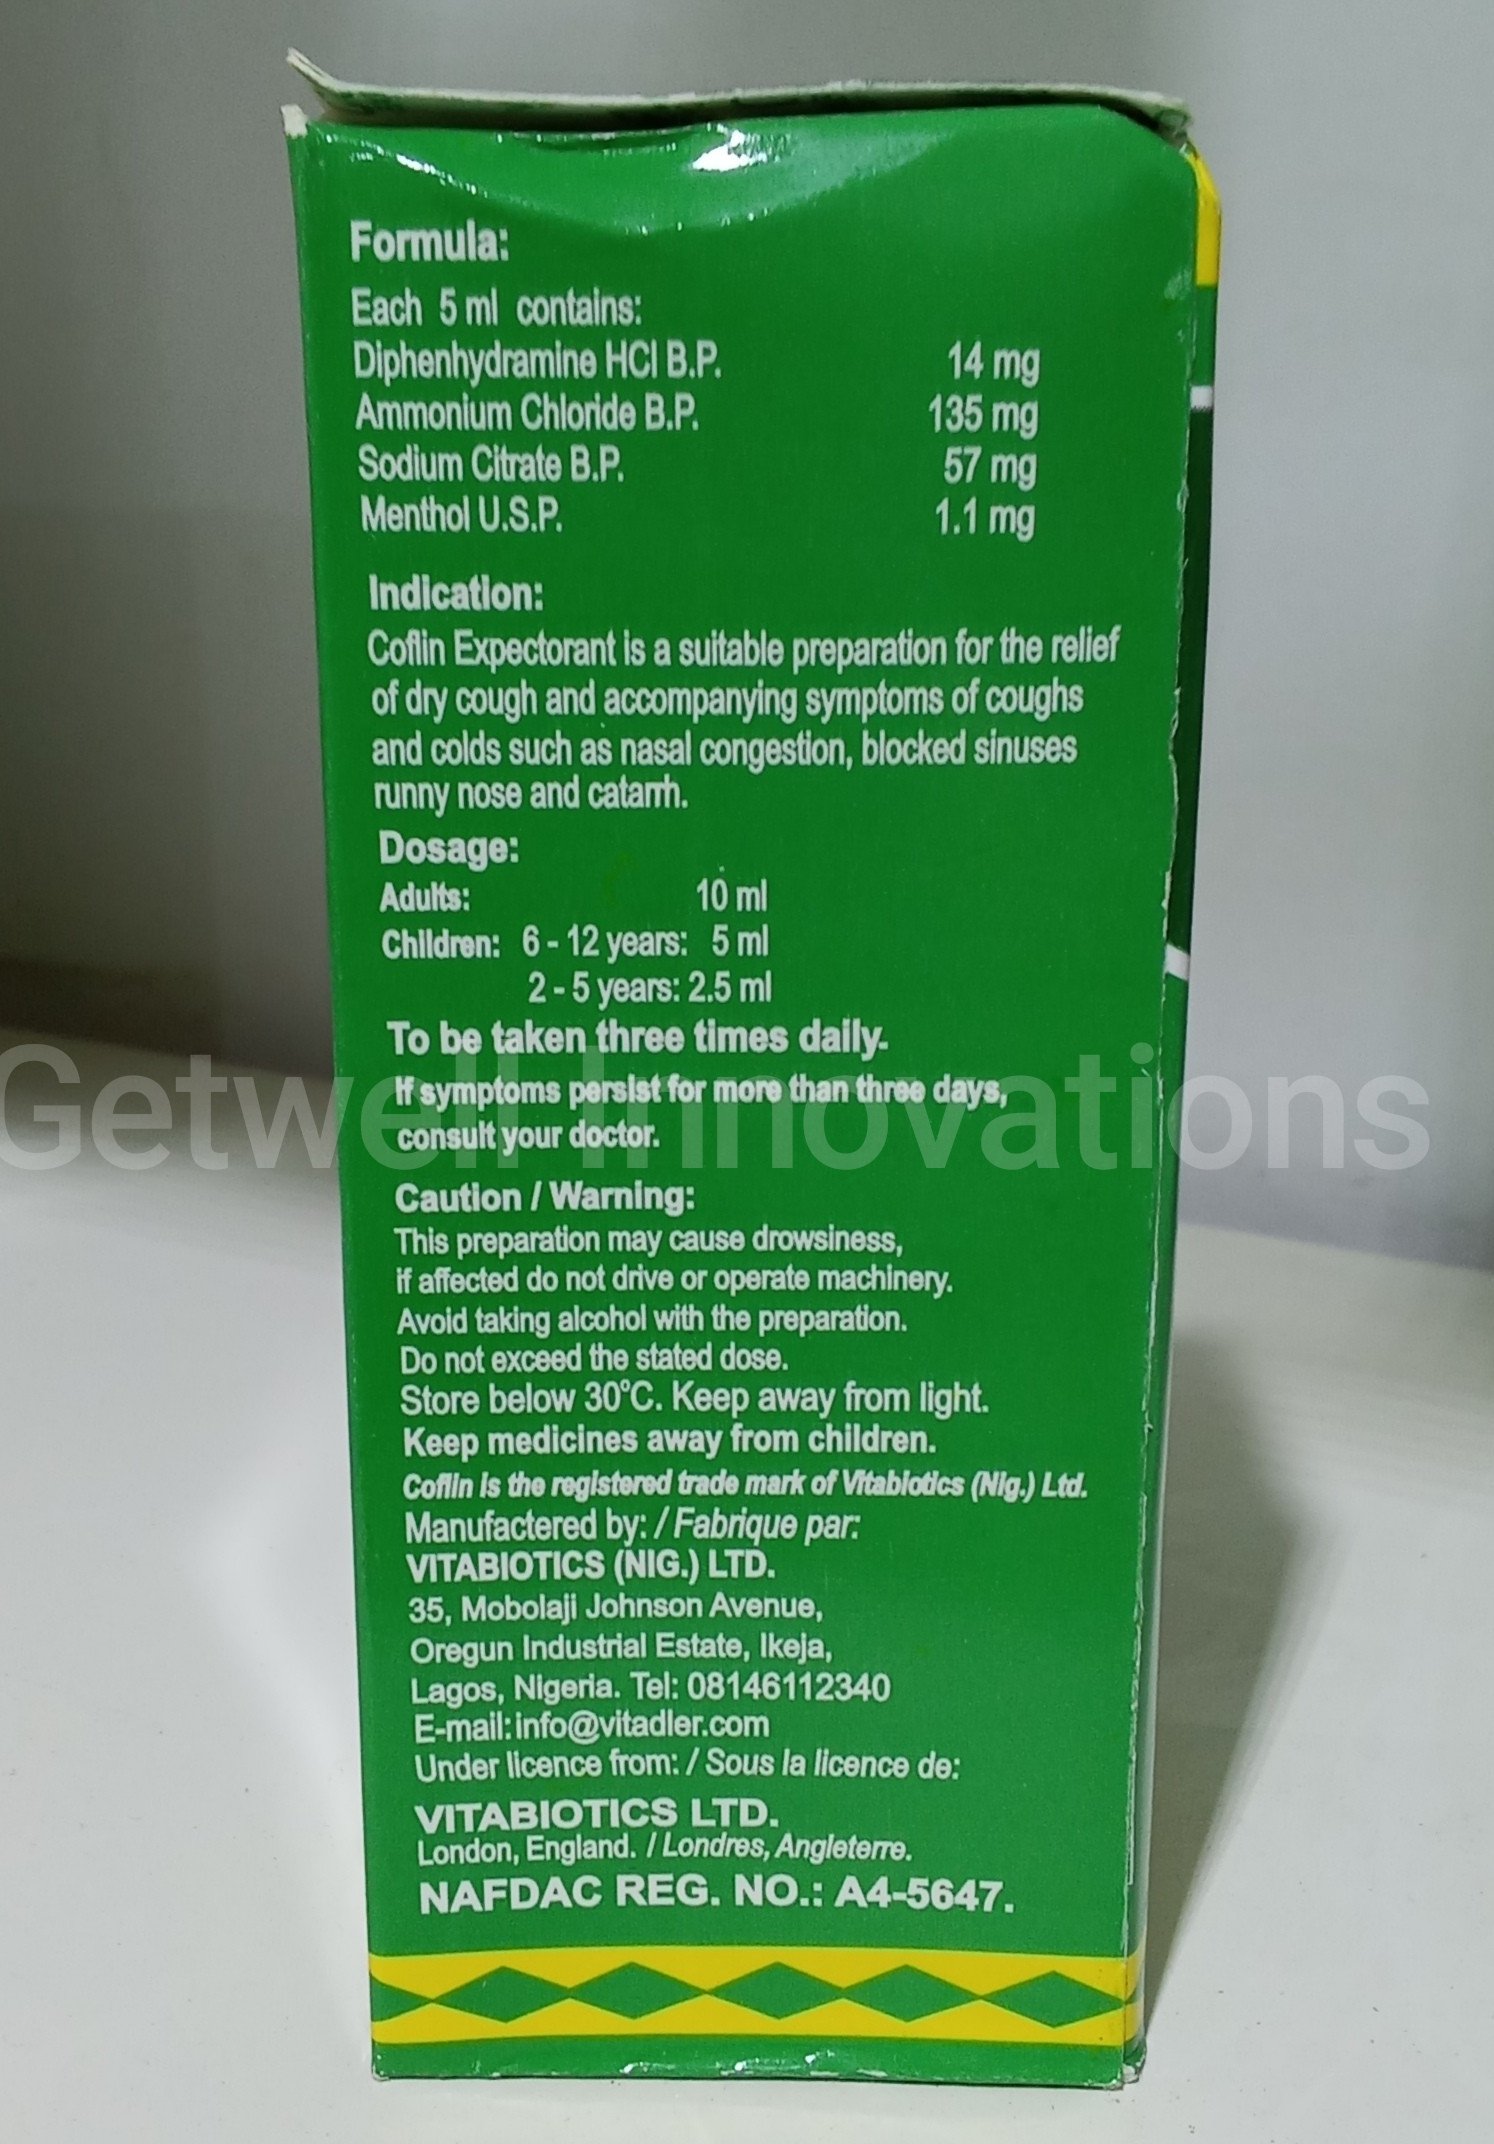 Formula:
Each 5 ml contains:
Diphenhydramine HCl B.P. 14 mg
Ammonium Chloride B.P. 135 mg
Sodium Citrate B.P. 57 mg
Menthol U.S.P. 1.1 mg
Indication:
Coflin Expectorant is a suitable preparation for the relief
of dry cough and accompanying symptoms of coughs
and colds such as nasal congestion, blocked sinuses
runny nose and catarrh.
Dosage:
Adults: 10 ml
Children: 6 - 12 years: 5 ml
2 - 5 years: 2.5 ml
To be taken three times daily.
If symptoms persist for more than three days,
consult your doctor.
Getwell Innovations
Caution / Warning:
This preparation may cause drowsiness,
if affected do not drive or operate machinery.
Avoid taking alcohol with the preparation.
Do not exceed the stated dose.
Store below 30°C. Keep away from light.
Keep medicines away from children.
Coflin is the registered trade mark of Vitabiotics (Nig.) Ltd.
Manufactered by: / Fabrique par:
VITABIOTICS (NIG.) LTD.
35, Mobolaji Johnson Avenue,
Oregun Industrial Estate, Ikeja,
Lagos, Nigeria. Tel: 08146112340
E-mail: info@vitadler.com
Under licence from: / Sous la licence de:
VITABIOTICS LTD.
London, England. / Londres, Angleterre.
NAFDAC REG. NO.: A4-5647.